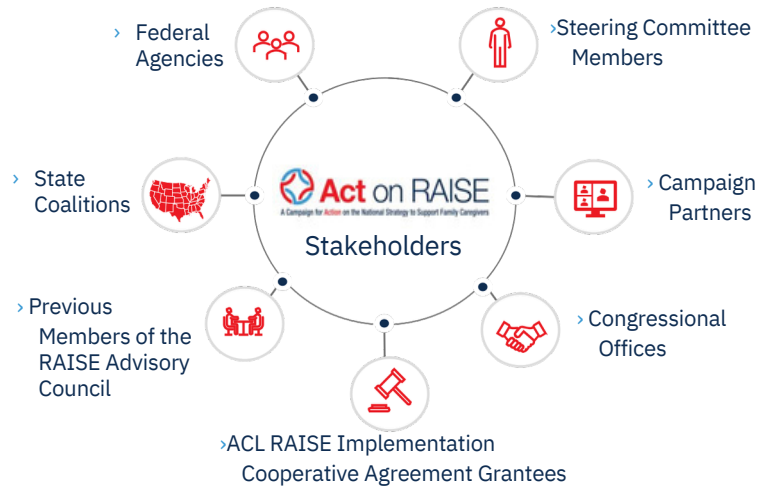 › Federal
Agencies
›Steering Committee
Members
› State
Coalitions
Act on RAISE
A Campaign for Action on the National Strategy to Support Family Caregivers
Stakeholders
› Campaign
Partners
› Previous
Members of the
RAISE Advisory
Council
› Congressional
Offices
›ACL RAISE Implementation
Cooperative Agreement Grantees